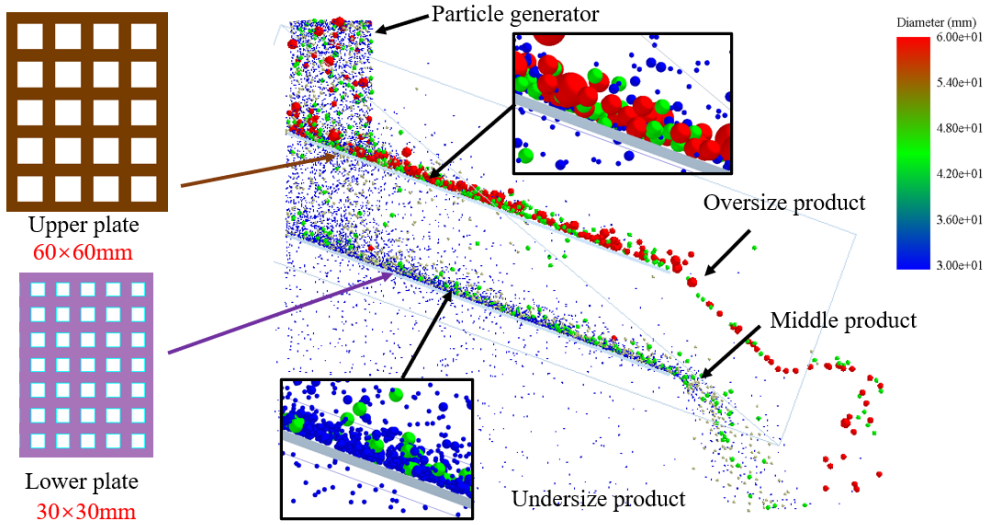 Particle generator
Diameter (mm)
6.00e+01
5.40e+01
4.80e+01
4.20e+01
3.60e+01
3.00e+01
Upper plate
60×60mm
Oversize product
Lower plate
30×30mm
Middle product
Undersize product